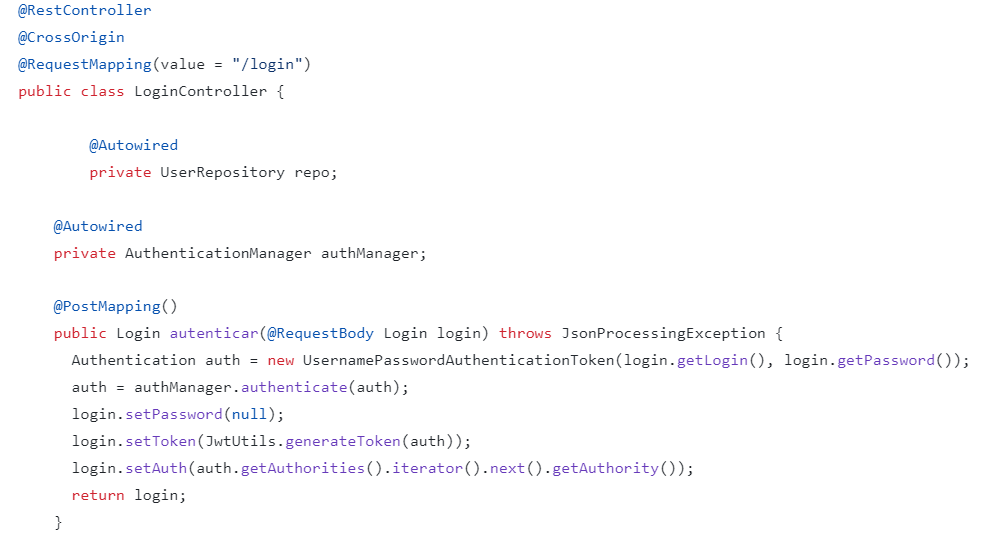 @RestController
@CrossOrigin
@RequestMapping(value = "/login")
public class LoginController {
@Autowired
private UserRepository repo;
@Autowired
private AuthenticationManager authManager;
@PostMapping()
public Login autenticar(@RequestBody Login login) throws JsonProcessingException {
Authentication auth = new UsernamePasswordAuthenticationToken(login.getLogin(), login.getPassword());
auth = authManager.authenticate(auth);
login.setPassword(null);
login.setToken(JwtUtils.generateToken(auth));
login.setAuth(auth.getAuthorities().iterator().next().getAuthority());
return login;
}